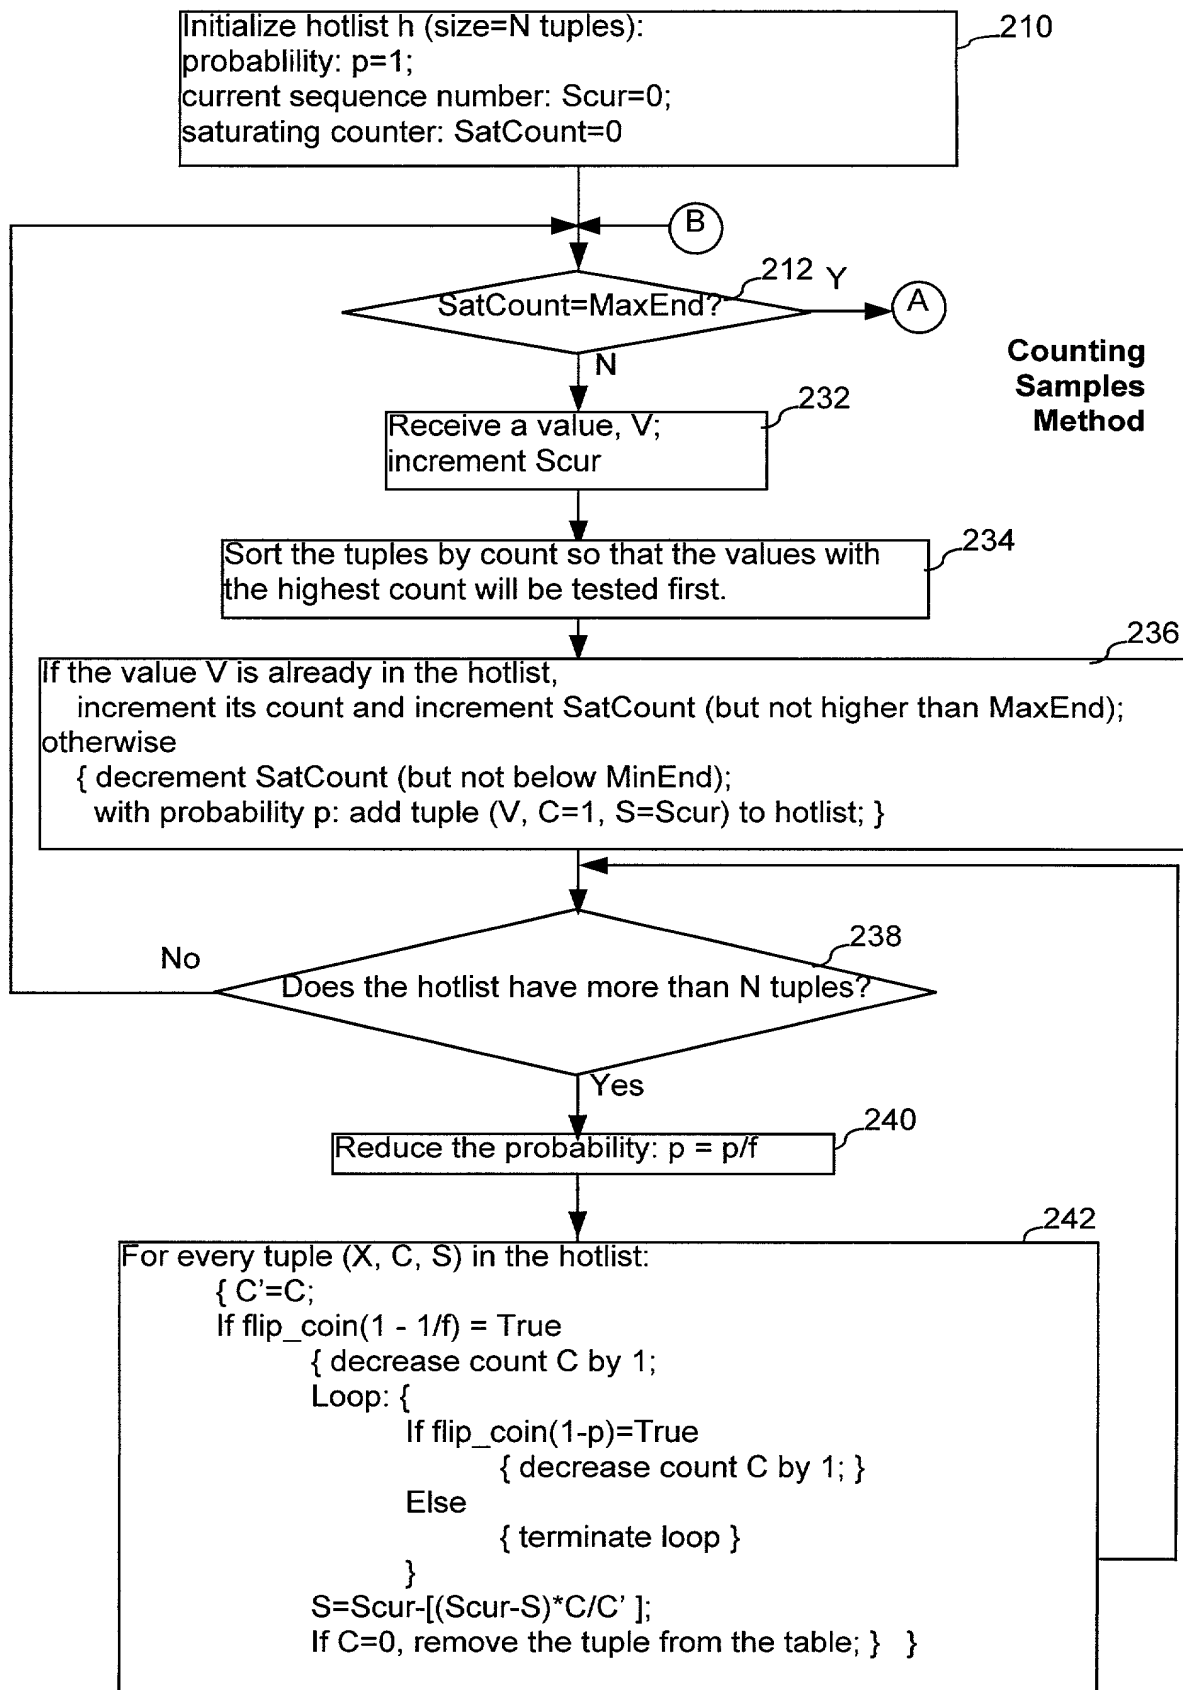 Initialize hotlist h (size=N tuples):
probablility: p=1;
current sequence number: Scur=0;
saturating counter: SatCount=0
210
B
212
Y
SatCount=MaxEnd?
A
N
Counting
Samples
Method
232
Receive a value, V;
increment Scur
234
Sort the tuples by count so that the values with
the highest count will be tested first.
236
If the value V is already in the hotlist,
increment its count and increment SatCount (but not higher than MaxEnd);
otherwise
{ decrement SatCount (but not below MinEnd);
with probability p: add tuple (V, C=1, S=Scur) to hotlist; }
238
No
Does the hotlist have more than N tuples?
Yes
240
Reduce the probability: p = p/f
242
For every tuple (X, C, S) in the hotlist:
{ C'=C;
If flip_coin(1 - 1/f) = True
{ decrease count C by 1;
Loop: {
If flip_coin(1-p)=True
{ decrease count C by 1; }
Else
{ terminate loop }
}
S=Scur-[(Scur-S)*C/C' ];
If C=0, remove the tuple from the table; } }